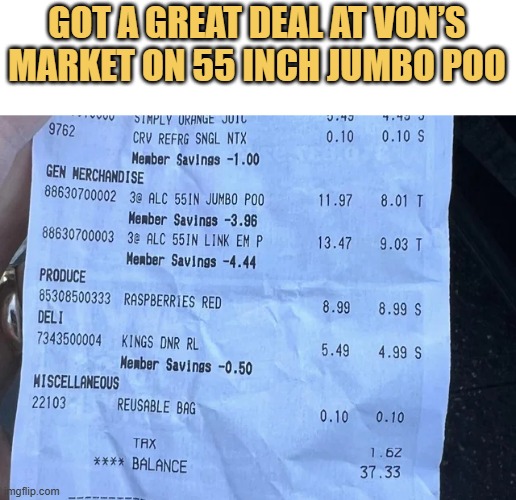 GOT A GREAT DEAL AT VON'S
MARKET ON 55 INCH JUMBO POO
SIMPLY ORANGE JUIC 4.49 S
9762 CRV REFRG SNGL NTX 0.10 0.10 S
Member Savings -1.00
GEN MERCHANDISE
88630700002 3@ ALC 55IN JUMBO POO 11.97 8.01 T
Member Savings -3.96
88630700003 3@ ALC 55IN LINK EM P 13.47 9.03 T
Member Savings -4.44
PRODUCE
85308500333 RASPBERRIES RED 8.99 8.99 S
DELI
7343500004 KINGS DNR RL 5.49 4.99 S
Member Savings -0.50
MISCELLANEOUS
22103 REUSABLE BAG 0.10 0.10
TAX 1.62
**** BALANCE 37.33
imgflip.com